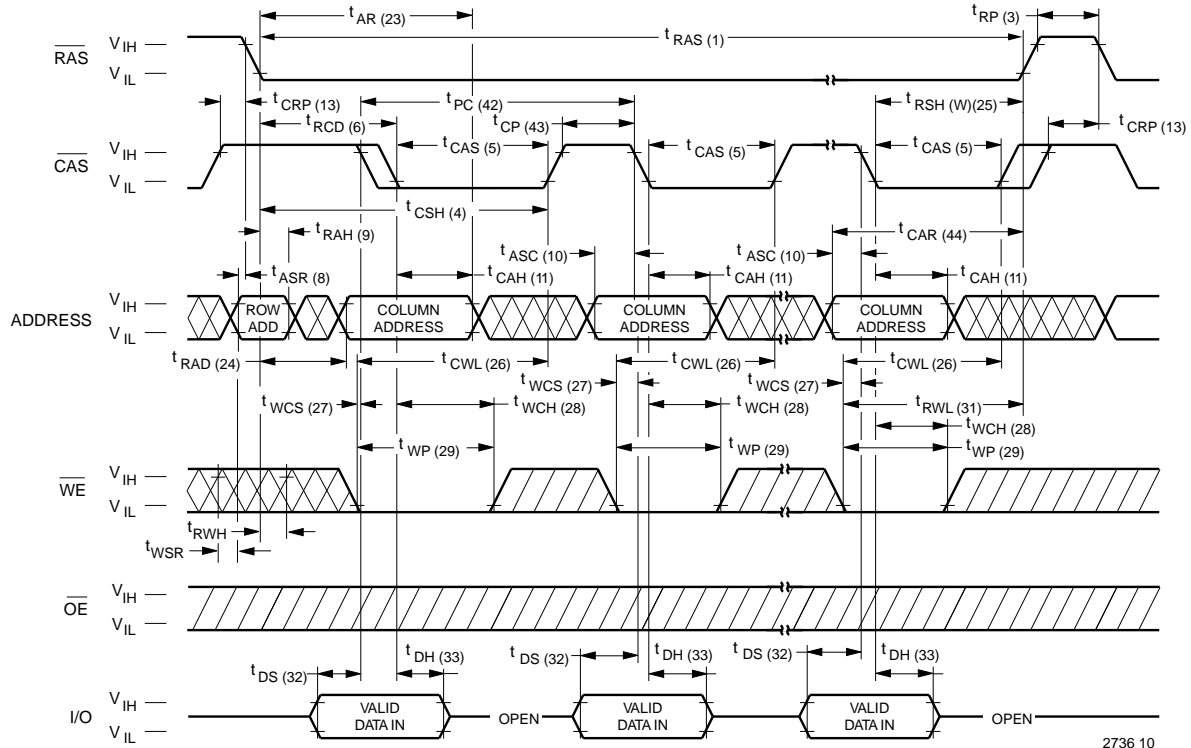 t AR (23)
t RP (3)
t RAS (1)
RAS
V IH
V IL
t CRP (13)
t PC (42)
t RSH (W)(25)
t RCD (6)
t CP (43)
t CRP (13)
CAS
V IH
V IL
t CAS (5)
t CAS (5)
t CAS (5)
t CSH (4)
t RAH (9)
t ASC (10)
t ASC (10)
t CAR (44)
t ASR (8)
t CAH (11)
t CAH (11)
t CAH (11)
ADDRESS
V IH
V IL
ROW
ADD
COLUMN
ADDRESS
COLUMN
ADDRESS
COLUMN
ADDRESS
t RAD (24)
t CWL (26)
t CWL (26)
t CWL (26)
t WCS (27)
t WCS (27)
t WCS (27)
t WCH (28)
t WCH (28)
t RWL (31)
t WCH (28)
t WP (29)
t WP (29)
t WP (29)
WE
V IH
V IL
t RWH
t WSR
OE
V IH
V IL
t DS (32)
t DH (33)
t DS (32)
t DH (33)
t DS (32)
t DH (33)
I/O
V IH
V IL
VALID
DATA IN
OPEN
VALID
DATA IN
VALID
DATA IN
OPEN
2736 10